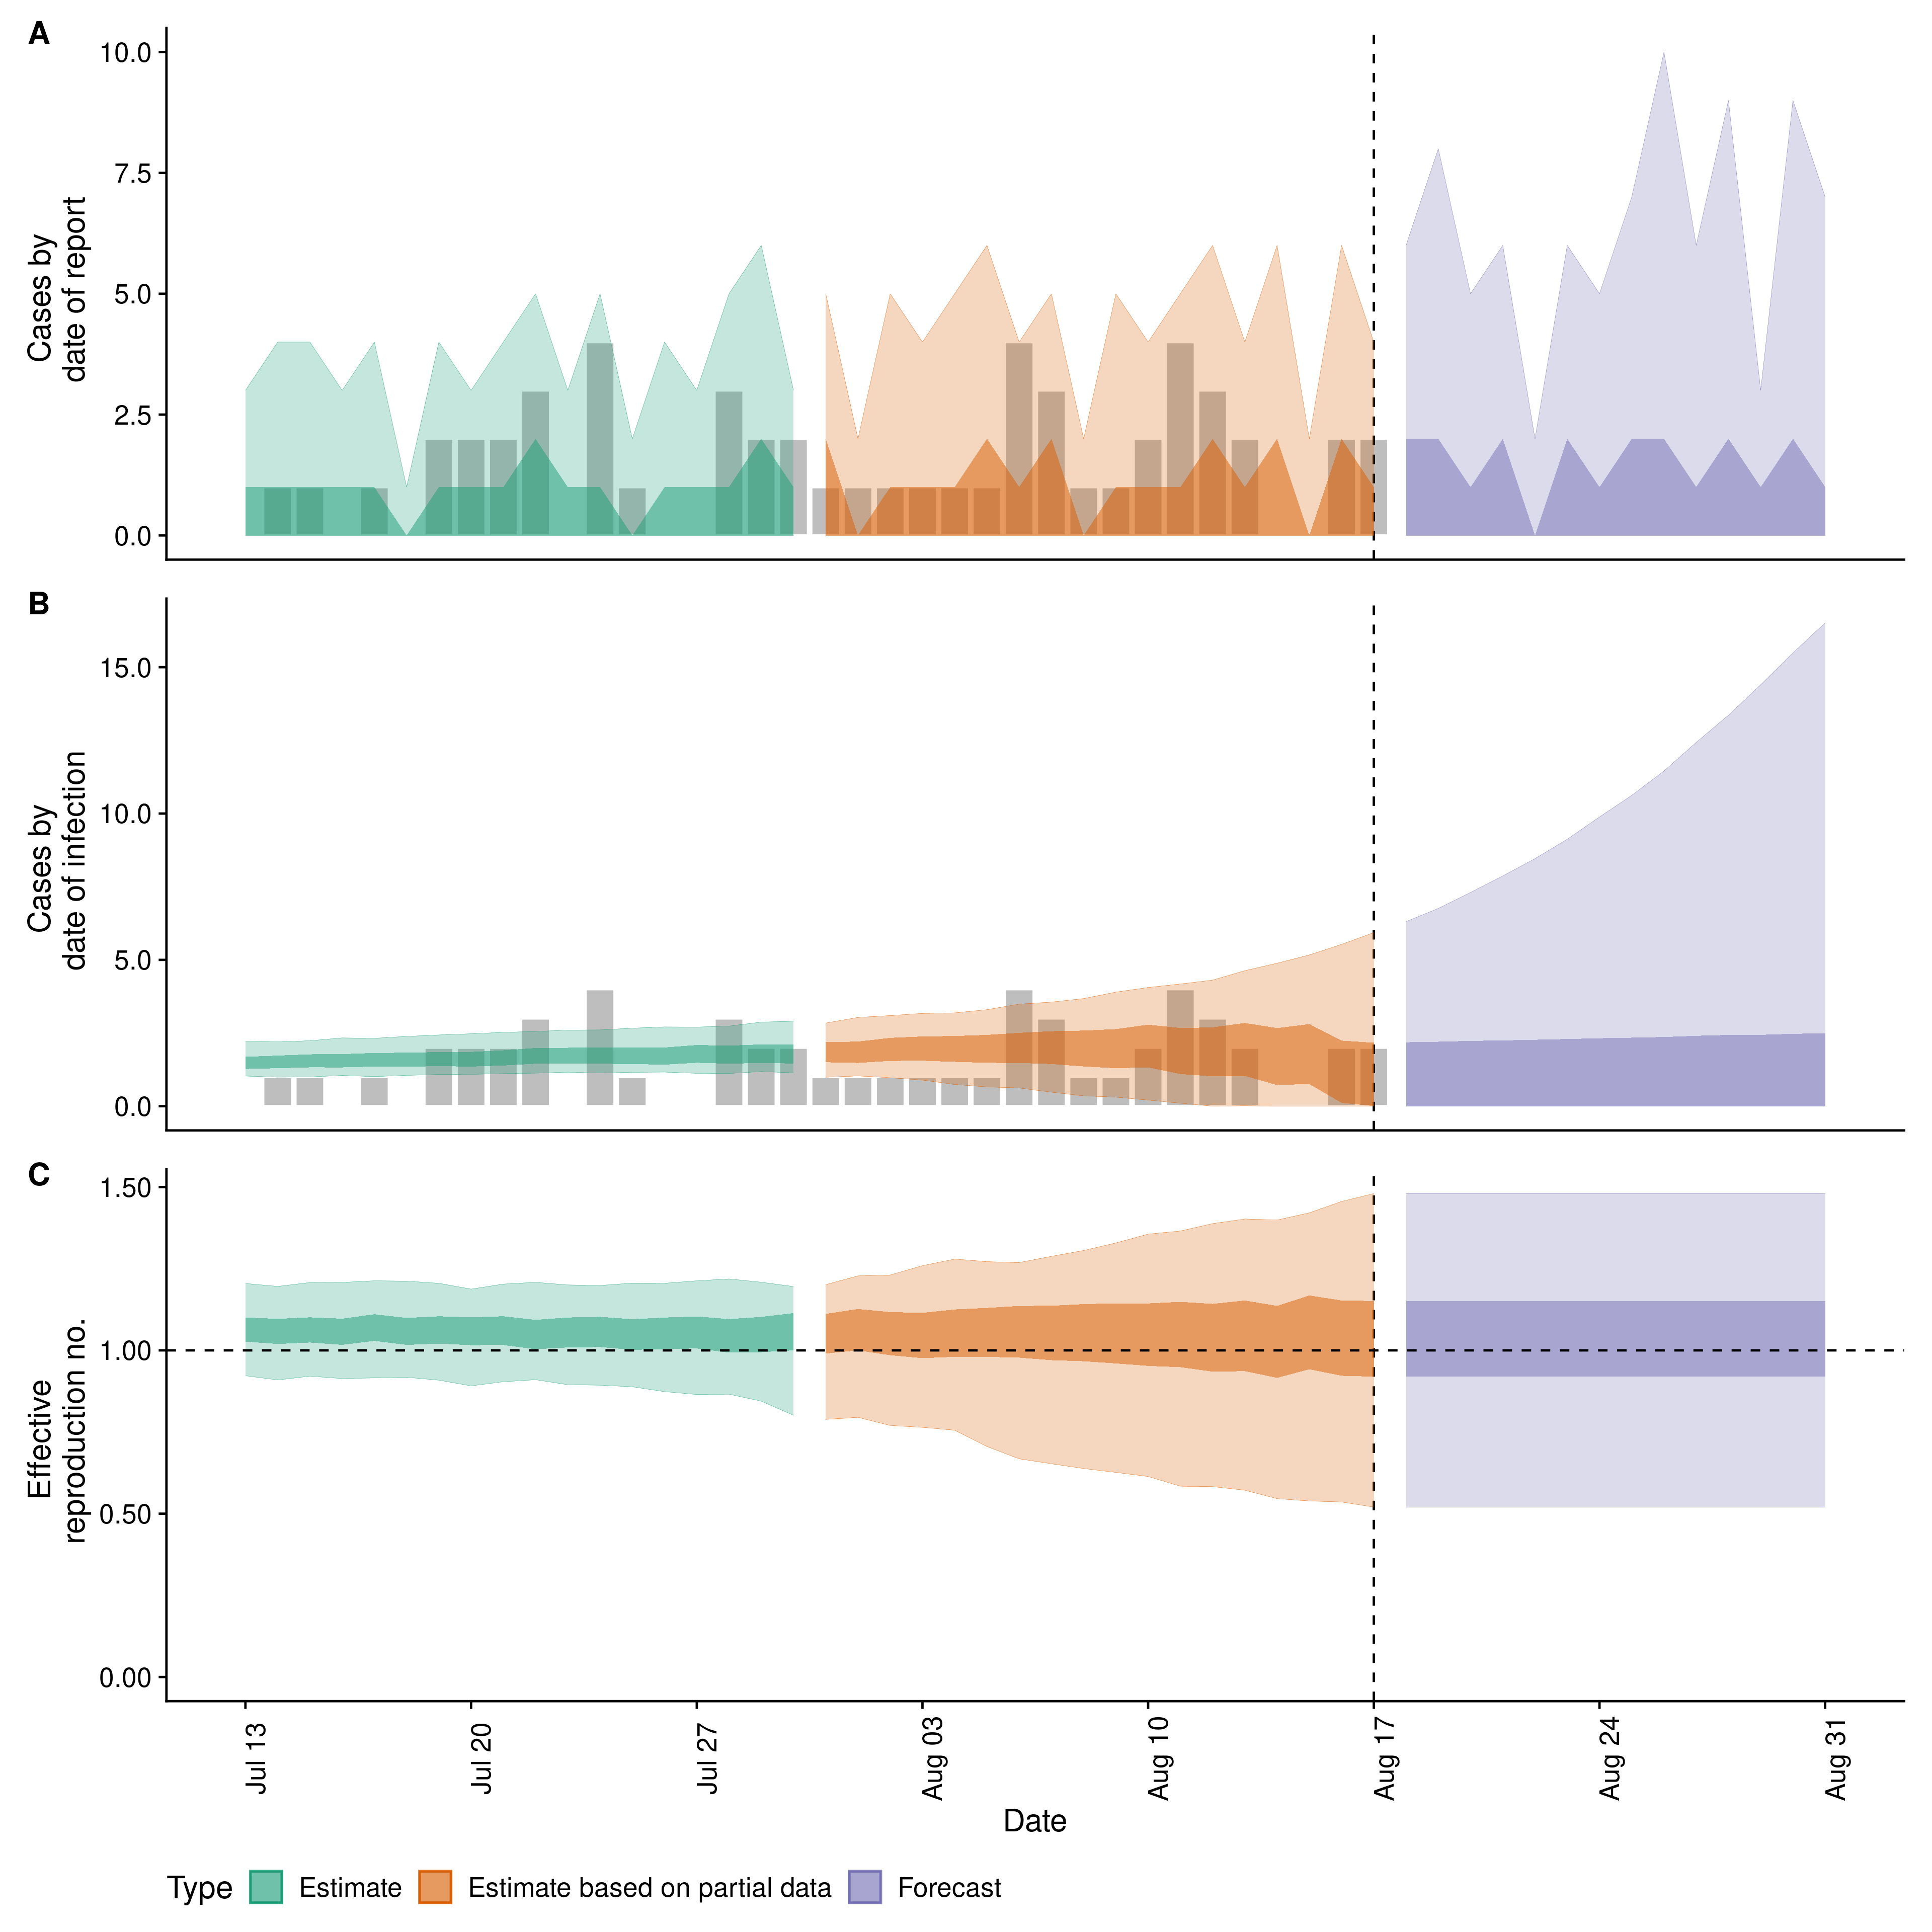 A
10.0
7.5
5.0
2.5
0.0
Cases by
date of report
B
15.0
10.0
5.0
0.0
Cases by
date of infection
C
1.50
1.00
0.50
0.00
Effective
reproduction no.
Jul 13
Jul 20
Jul 27
Aug 03
Aug 10
Aug 17
Aug 24
Aug 31
Date
Type Estimate Estimate based on partial data Forecast